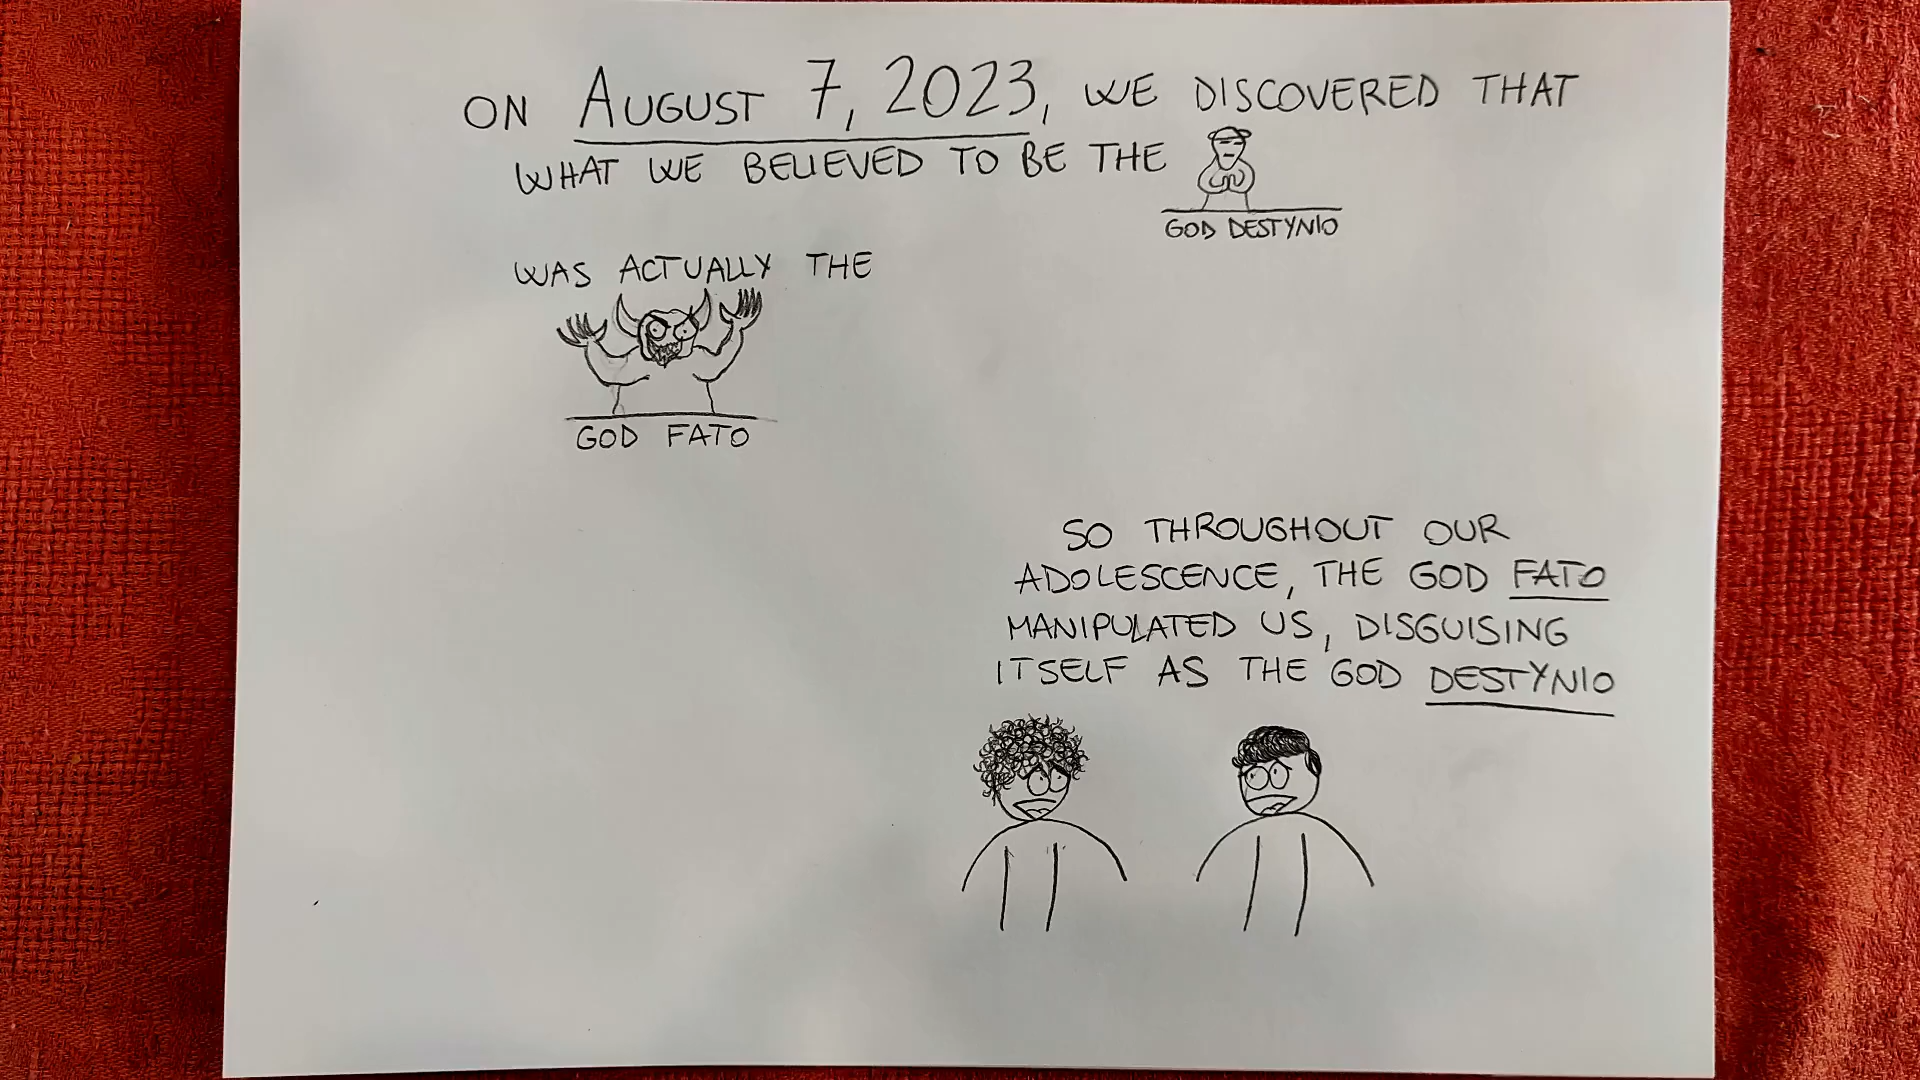 ON AUGUST 7, 2023, WE DISCOVERED THAT
WHAT WE BELIEVED TO BE THE
GOD DESTYNIO
WAS ACTUALLY THE
GOD FATO
SO THROUGHOUT OUR
ADOLESCENCE, THE GOD FATO
MANIPULATED US, DISGUISING
ITSELF AS THE GOD DESTYNIO